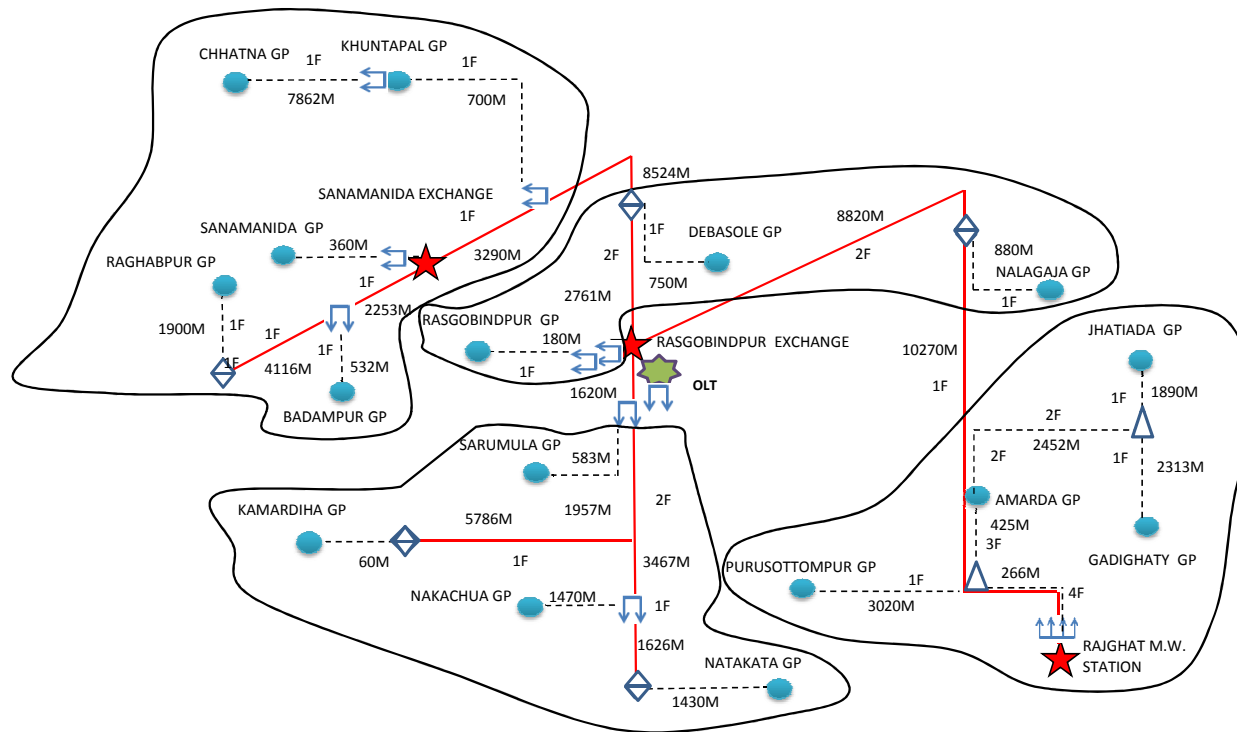 KHUNTAPAL GP
CHHATNA GP
1F
1F
7862M
700M
8524M
SANAMANIDA EXCHANGE
1F
8820M
1F
DEBASOLE GP
SANAMANIDA GP
360M
2F
2F
880M
3290M
RAGHABPUR GP
1F
750M
NALAGAJA GP
1F
2761M
2253M
1900M
1F
1F
RASGOBINDPUR GP
JHATIADA GP
180M
RASGOBINDPUR EXCHANGE
10270M
1F
1F
4116M
532M
1F
OLT
1F
1890M
1620M
1F
BADAMPUR GP
2F
SARUMULA GP
2452M
583M
2F
1F
2313M
2F
KAMARDIHA GP
5786M
1957M
AMARDA GP
425M
3F
60M
1F
3467M
PURUSOTTOMPUR GP
266M
GADIGHATY GP
1F
NAKACHUA GP
1470M
1F
3020M
4F
1626M
RAJGHAT M.W.
STATION
NATAKATA GP
1430M